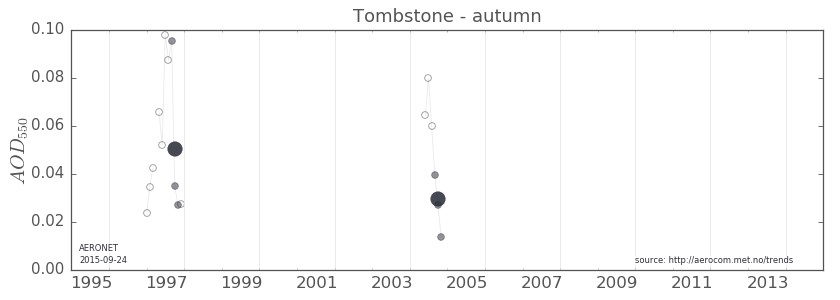 Tombstone - autumn
0.10
0.08
0.06
0.04
0.02
0.00
AOD550
AERONET
2015-09-24
source: http://aerocom.met.no/trends
1995 1997 1999 2001 2003 2005 2007 2009 2011 2013